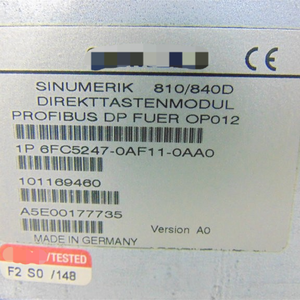 CE
SINUMERIK 810/840D
DIREKTTASTENMODUL
PROFIBUS DP FUER OP012
1P 6FC5247-0AF11-0AA0
101169460
A5E00177735
Version A0
MADE IN GERMANY
/TESTED
F2 S0 /148